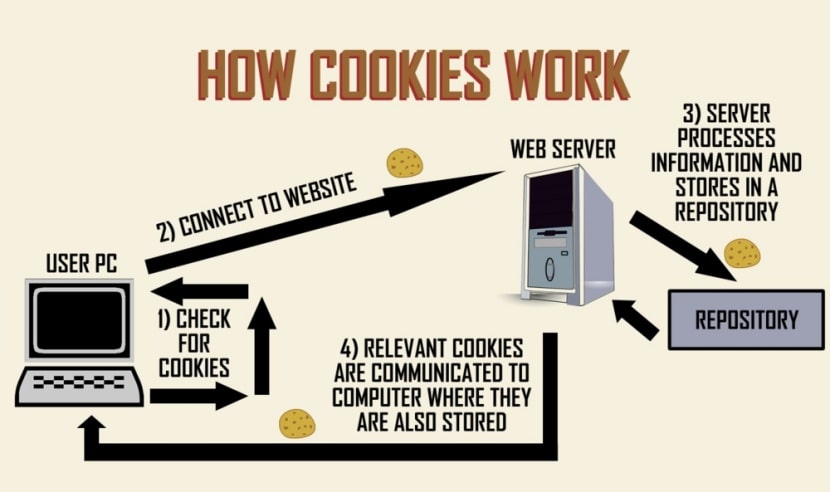 HOW COOKIES WORK
3) SERVER
PROCESSES
INFORMATION AND
STORES IN A
REPOSITORY
WEB SERVER
2) CONNECT TO WEBSITE
USER PC
1) CHECK
FOR
COOKIES
REPOSITORY
4) RELEVANT COOKIES
ARE COMMUNICATED TO
COMPUTER WHERE THEY
ARE ALSO STORED